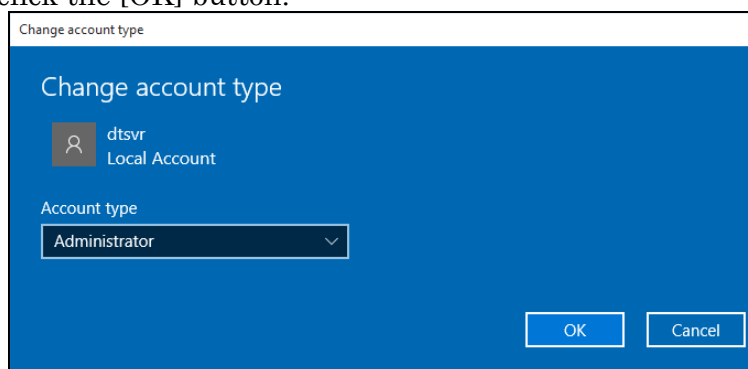 click the [OK] button.
Change account type
Change account type
dtsvr
Local Account
Account type
Administrator
OK
Cancel